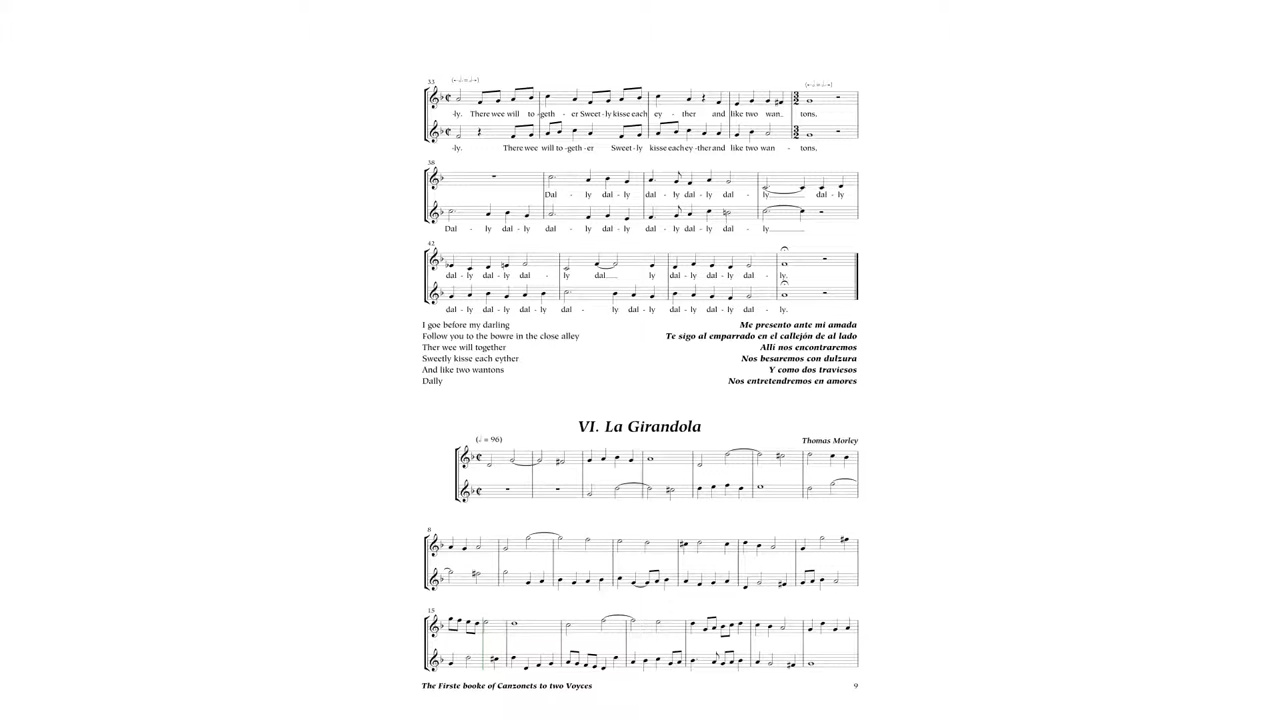 33
-ly. There wee will to -geth - er Sweet-ly kisse each ey - ther and like two wan - tons,
-ly. There wee will to -geth-er Sweet-ly kisse each ey -ther and like two wan - tons,
38
Dal - ly dal - ly dal - ly dal - ly dal - ly dal - ly
Dal - ly dal - ly dal - ly dal - ly dal - ly dal - ly dal - ly
42
dal - ly dal - ly dal - ly dal ly dal - ly dal - ly dal - ly.
dal - ly dal - ly dal - ly dal - ly dal - ly dal - ly dal - ly.
I goe before my darling
Follow you to the bowre in the close alley
Ther wee will together
Sweetly kisse each eyther
And like two wantons
Dally
Me presento ante mi amada
Te sigo al emparrado en el callejón de al lado
Allí nos encontraremos
Nos besaremos con dulzura
Y como dos traviesos
Nos entretendremos en amores
VI. La Girandola
(𝅗𝅥 = 96)
Thomas Morley
8
15
The Firste booke of Canzonets to two Voyces
9